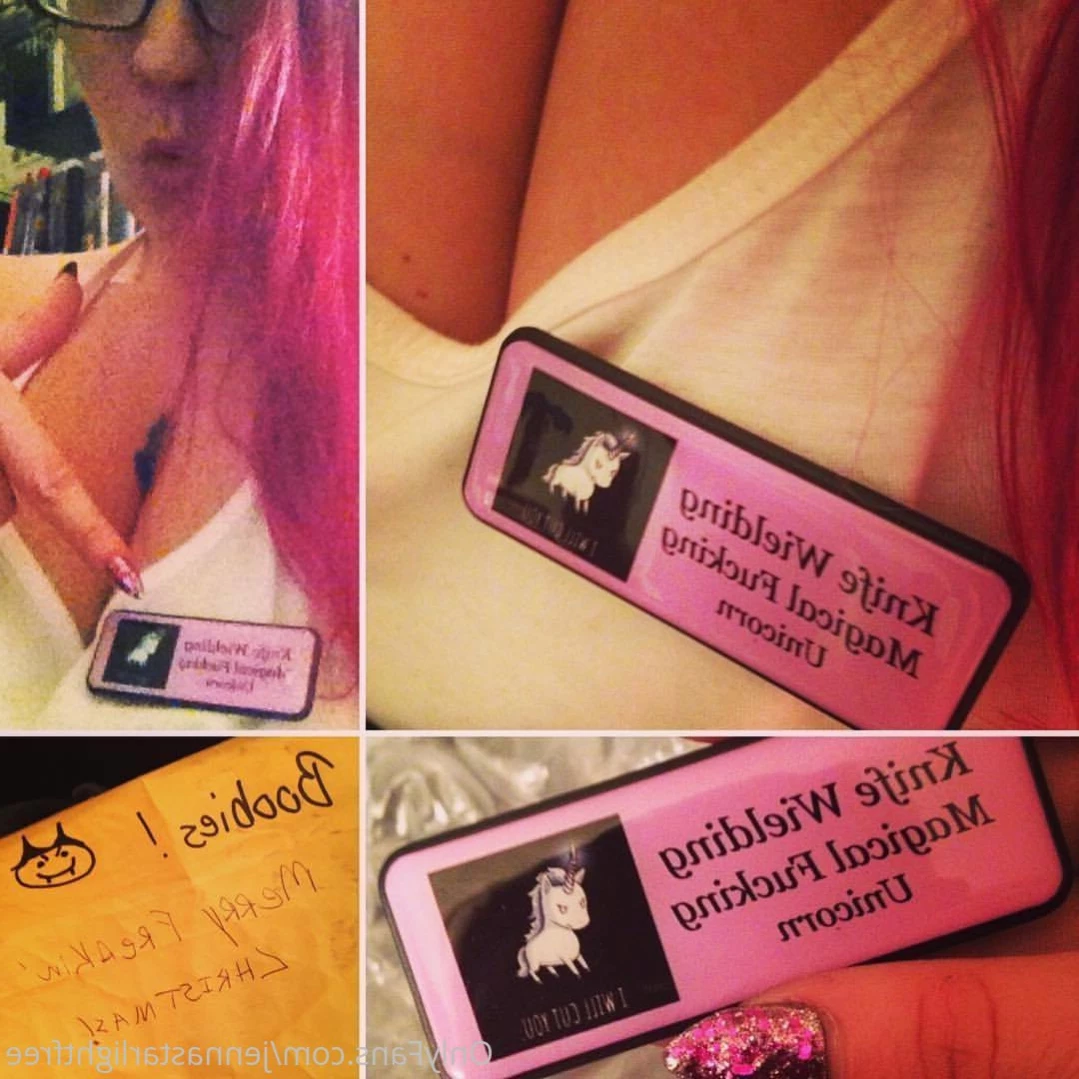 Knife Wielding
Magical Fucking
Unicorn
I WILL CUT YOU
Knife Wielding
Magical Fucking
Unicorn
Boobies!
Merry Freakin'
Christmas!
Knife Wielding
Magical Fucking
Unicorn
I WILL CUT YOU
OnlyFans.com/jennastarlightfree